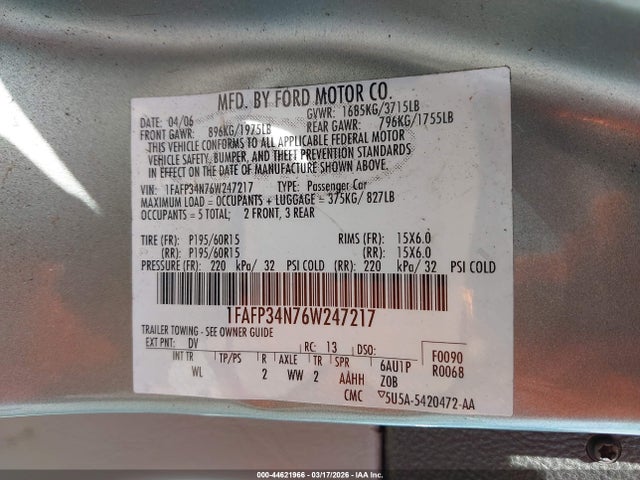 MFD. BY FORD MOTOR CO.
DATE: 04/06 GVWR: 1685KG/3715LB
FRONT GAWR: 896KG/1975LB REAR GAWR: 796KG/1755LB
THIS VEHICLE CONFORMS TO ALL APPLICABLE FEDERAL MOTOR
VEHICLE SAFETY, BUMPER, AND THEFT PREVENTION STANDARDS
IN EFFECT ON THE DATE OF MANUFACTURE SHOWN ABOVE.
VIN: 1FAFP34N76W247217 TYPE: Passenger Car
MAXIMUM LOAD = OCCUPANTS + LUGGAGE = 375KG/ 827LB
OCCUPANTS = 5 TOTAL: 2 FRONT, 3 REAR
TIRE (FR): P195/60R15 RIMS (FR): 15X6.0
(RR): P195/60R15 (RR): 15X6.0
PRESSURE (FR): 220 kPa/ 32 PSI COLD (RR): 220 kPa/ 32 PSI COLD
1FAFP34N76W247217
TRAILER TOWING - SEE OWNER GUIDE
EXT PNT: DV RC: 13 DSO: F0090
INT TR TP/PS R AXLE TR SPR 6AU1P R0068
WL 2 WW 2 AAHH Z0B
CMC ▽5U5A-5420472-AA
000-44621966 - 03/17/2026 - IAA Inc.